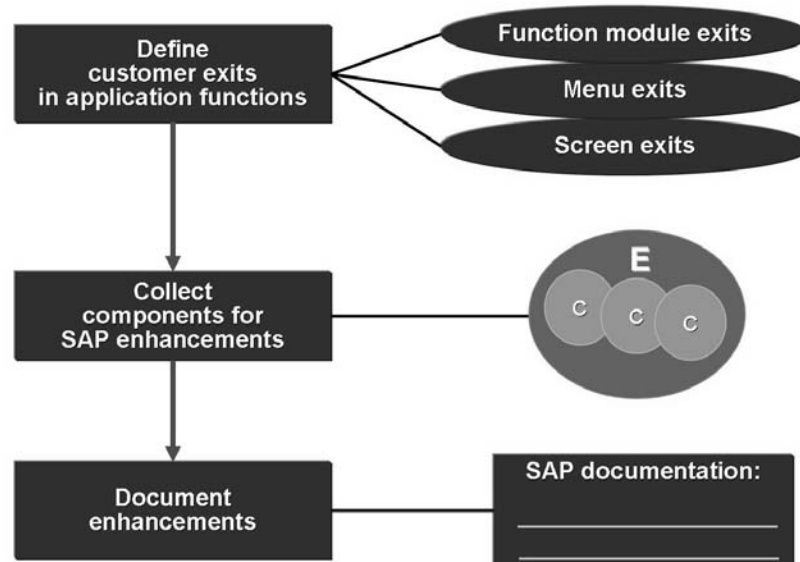 Define
customer exits
in application functions
Function module exits
Menu exits
Screen exits
Collect
components for
SAP enhancements
E
C
C
C
Document
enhancements
SAP documentation: